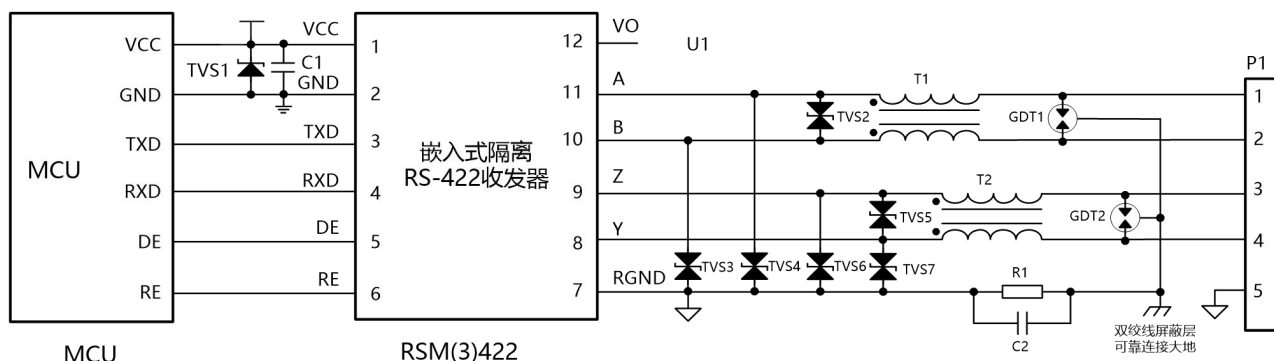 VCC
GND
TXD
RXD
DE
RE
MCU
MCU
TVS1
C1
VCC
GND
TXD
RXD
DE
RE
1
2
3
4
5
6
嵌入式隔离
RS-422收发器
12
11
10
9
8
7
RSM(3)422
VO
A
B
Z
Y
RGND
U1
TVS2
TVS3
TVS4
TVS6
TVS5
TVS7
T1
T2
GDT1
GDT2
R1
C2
双绞线屏蔽层
可靠连接大地
P1
1
2
3
4
5